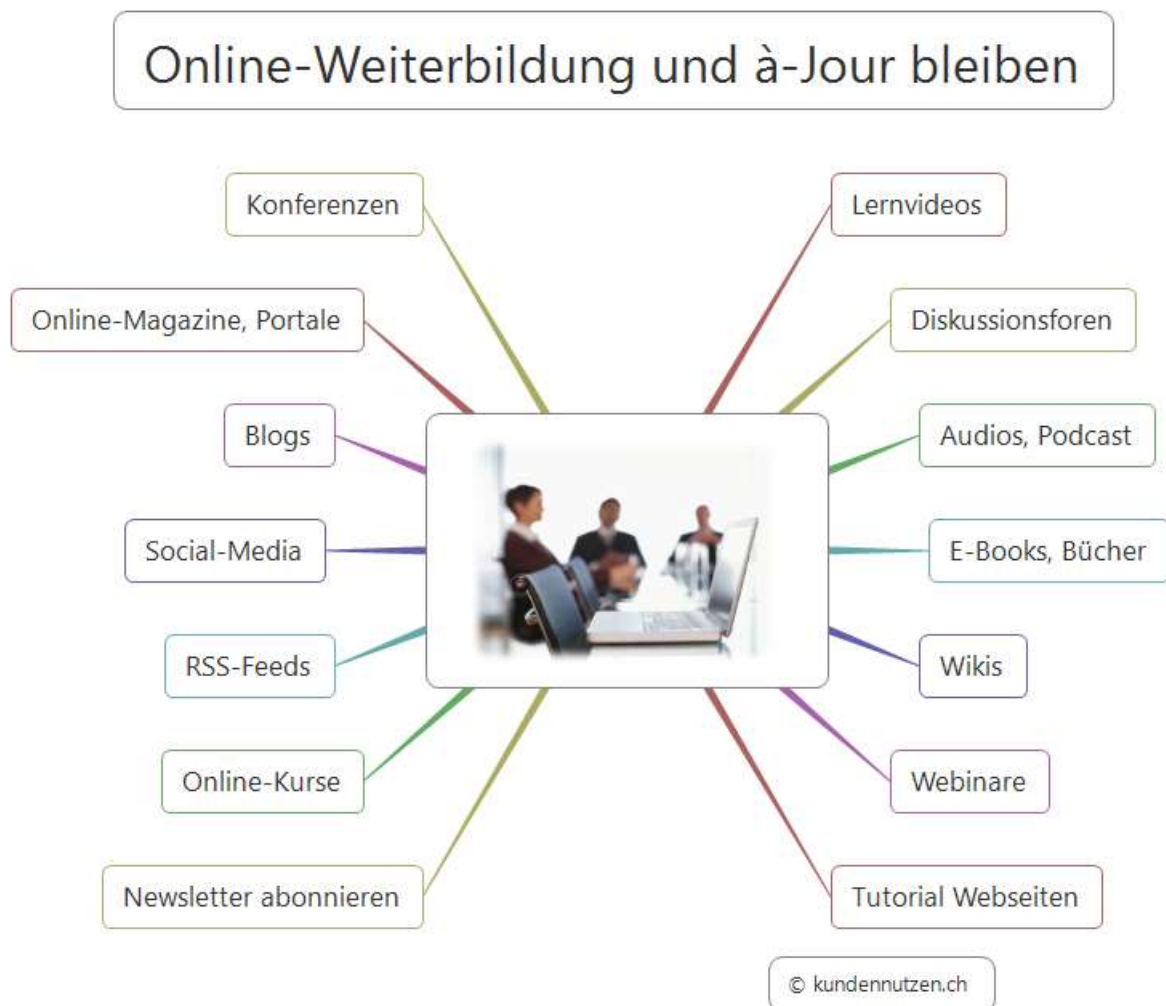 Online-Weiterbildung und à-Jour bleiben
Konferenzen
Online-Magazine, Portale
Blogs
Social-Media
RSS-Feeds
Online-Kurse
Newsletter abonnieren
Lernvideos
Diskussionsforen
Audios, Podcast
E-Books, Bücher
Wikis
Webinare
Tutorial Webseiten
© kundennutzen.ch